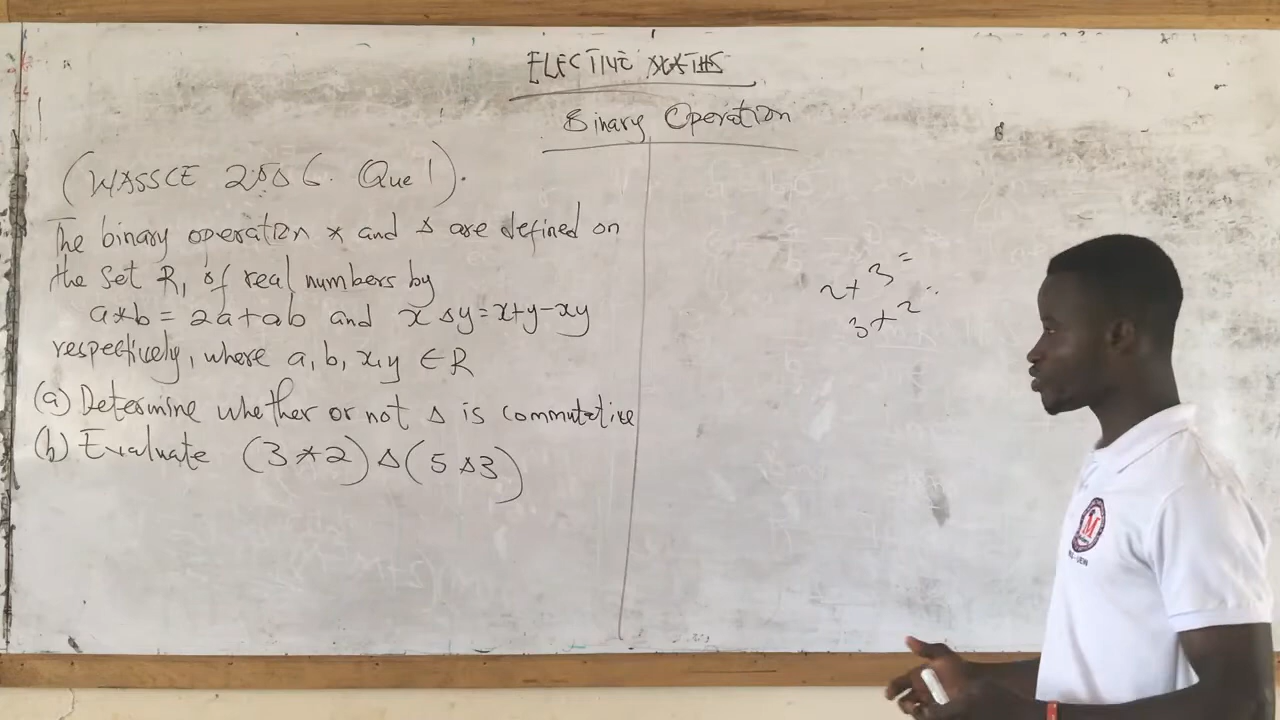 ELECTIVE MATHS
Binary Operation
(WASSCE 2006. Que 1).
The binary operation * and Δ are defined on
the set R, of real numbers by
a*b = 2a+ab and x Δ y = x+y-xy
respectively, where a, b, x, y ∈ R
(a) Determine whether or not Δ is commutative
(b) Evaluate (3*2) Δ (5 Δ 3)
2+3=
3+2=
M